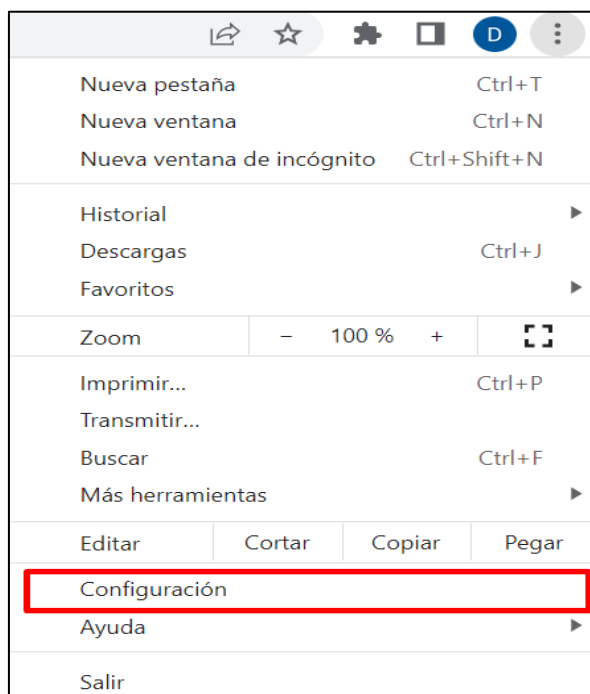 D
Nueva pestaña Ctrl+T
Nueva ventana Ctrl+N
Nueva ventana de incógnito Ctrl+Shift+N
Historial
Descargas Ctrl+J
Favoritos
Zoom − 100 % +
Imprimir... Ctrl+P
Transmitir...
Buscar Ctrl+F
Más herramientas
Editar Cortar Copiar Pegar
Configuración
Ayuda
Salir